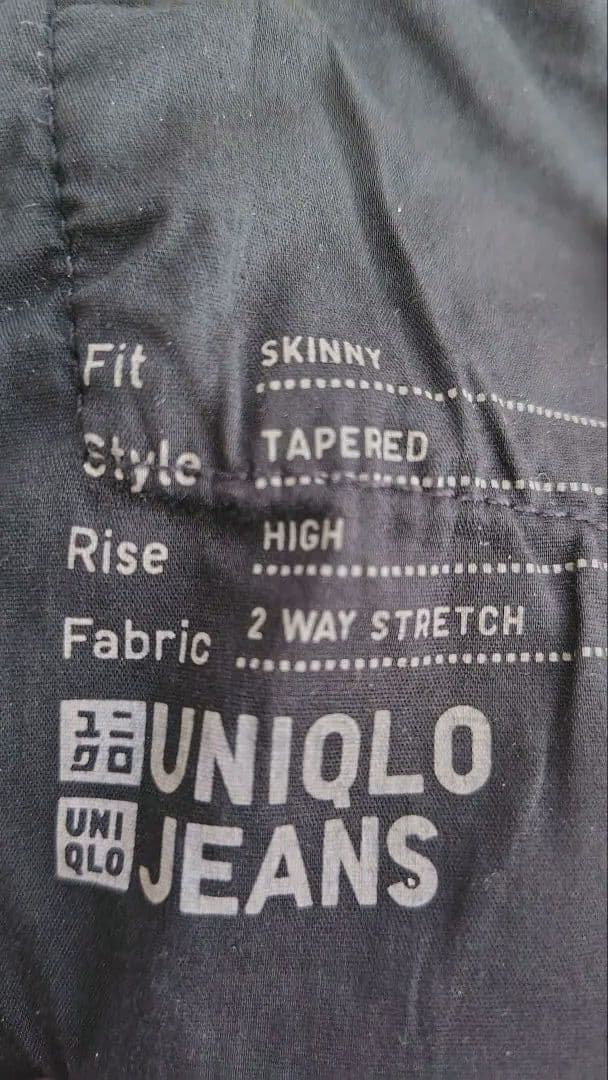 Fit SKINNY
Style TAPERED
Rise HIGH
Fabric 2 WAY STRETCH
ユニ
クロ
UNIQLO
UNI
QLO
JEANS